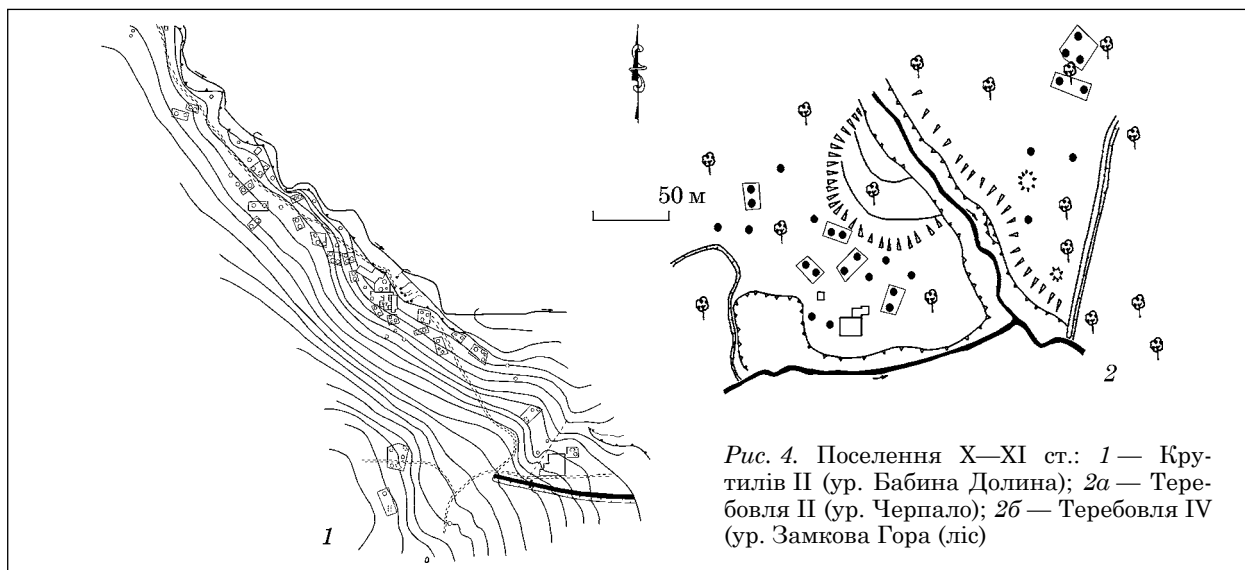 50 м
1
2
Рис. 4. Поселення X—XI ст.: 1 — Кру-
тилів II (ур. Бабина Долина); 2а — Тере-
бовля II (ур. Черпало); 2б — Теребовля IV
(ур. Замкова Гора (ліс)